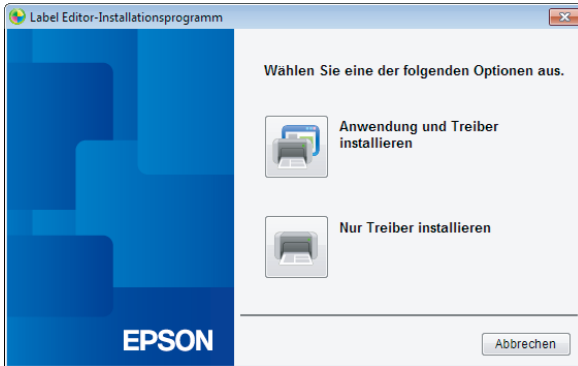 Label Editor-Installationsprogramm
Wählen Sie eine der folgenden Optionen aus.
Anwendung und Treiber
installieren
Nur Treiber installieren
EPSON
Abbrechen